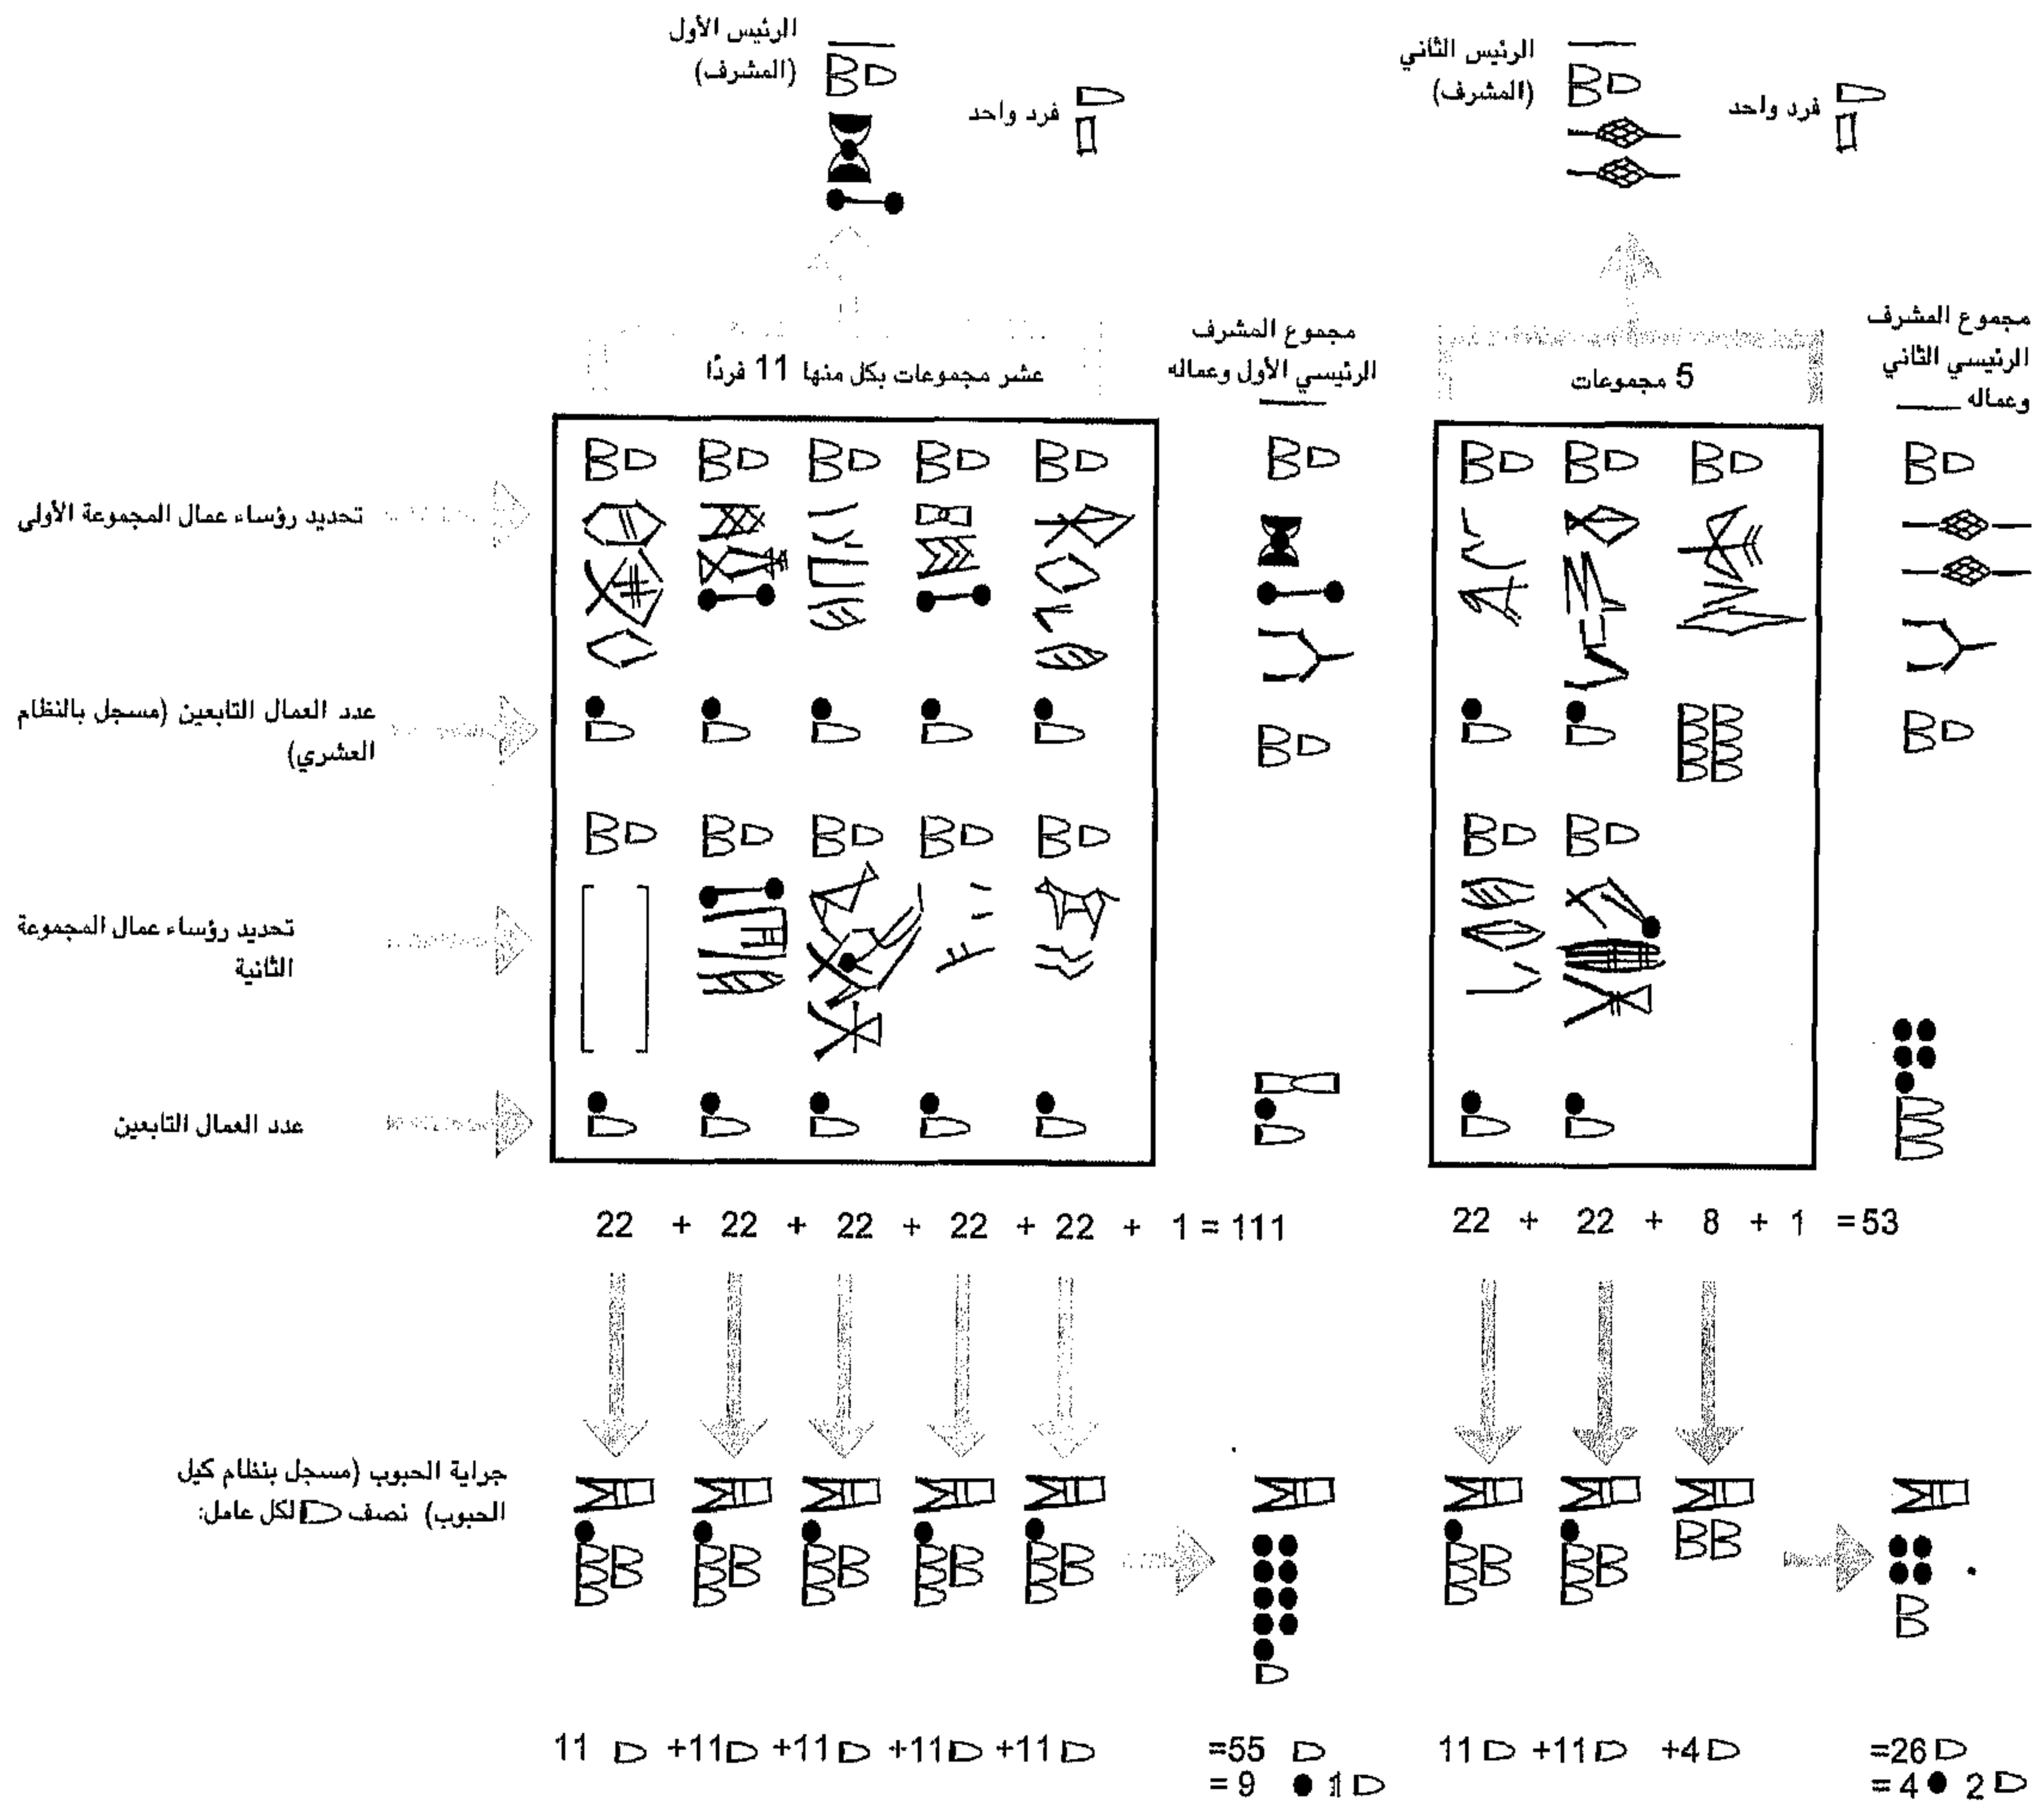 الرئيس الأول
(المشرف)
فرد واحد
الرئيس الثاني
(المشرف)
فرد واحد
عشر مجموعات بكل منها 11 فردًا
مجموع المشرف
الرئيسي الأول وعماله
5 مجموعات
مجموع المشرف
الرئيسي الثاني
وعماله
تحديد رؤساء عمال المجموعة الأولى
عدد العمال التابعين (مسجل بالنظام
العشري)
تحديد رؤساء عمال المجموعة
الثانية
عدد العمال التابعين
22 + 22 + 22 + 22 + 22 + 1 = 111
22 + 22 + 8 + 1 = 53
جراية الحبوب (مسجل بنظام كيل
الحبوب) نصف لكل عامل:
11 +11 +11 +11 +11 =55
= 9 1
11 +11 +4 =26
= 4 2